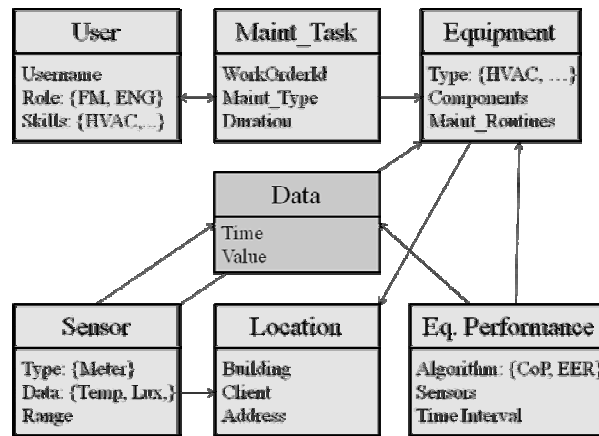 User
Username
Role: {FM, ENG}
Skills: {HVAC,...}
Maint_Task
WorkOrderId
Maint_Type
Duration
Equipment
Type: {HVAC, …}
Components
Maint_Routines
Data
Time
Value
Sensor
Type: {Meter}
Data: {Temp, Lux,}
Range
Location
Building
Client
Address
Eq. Performance
Algorithm: {CoP, EER}
Sensors
Time Interval